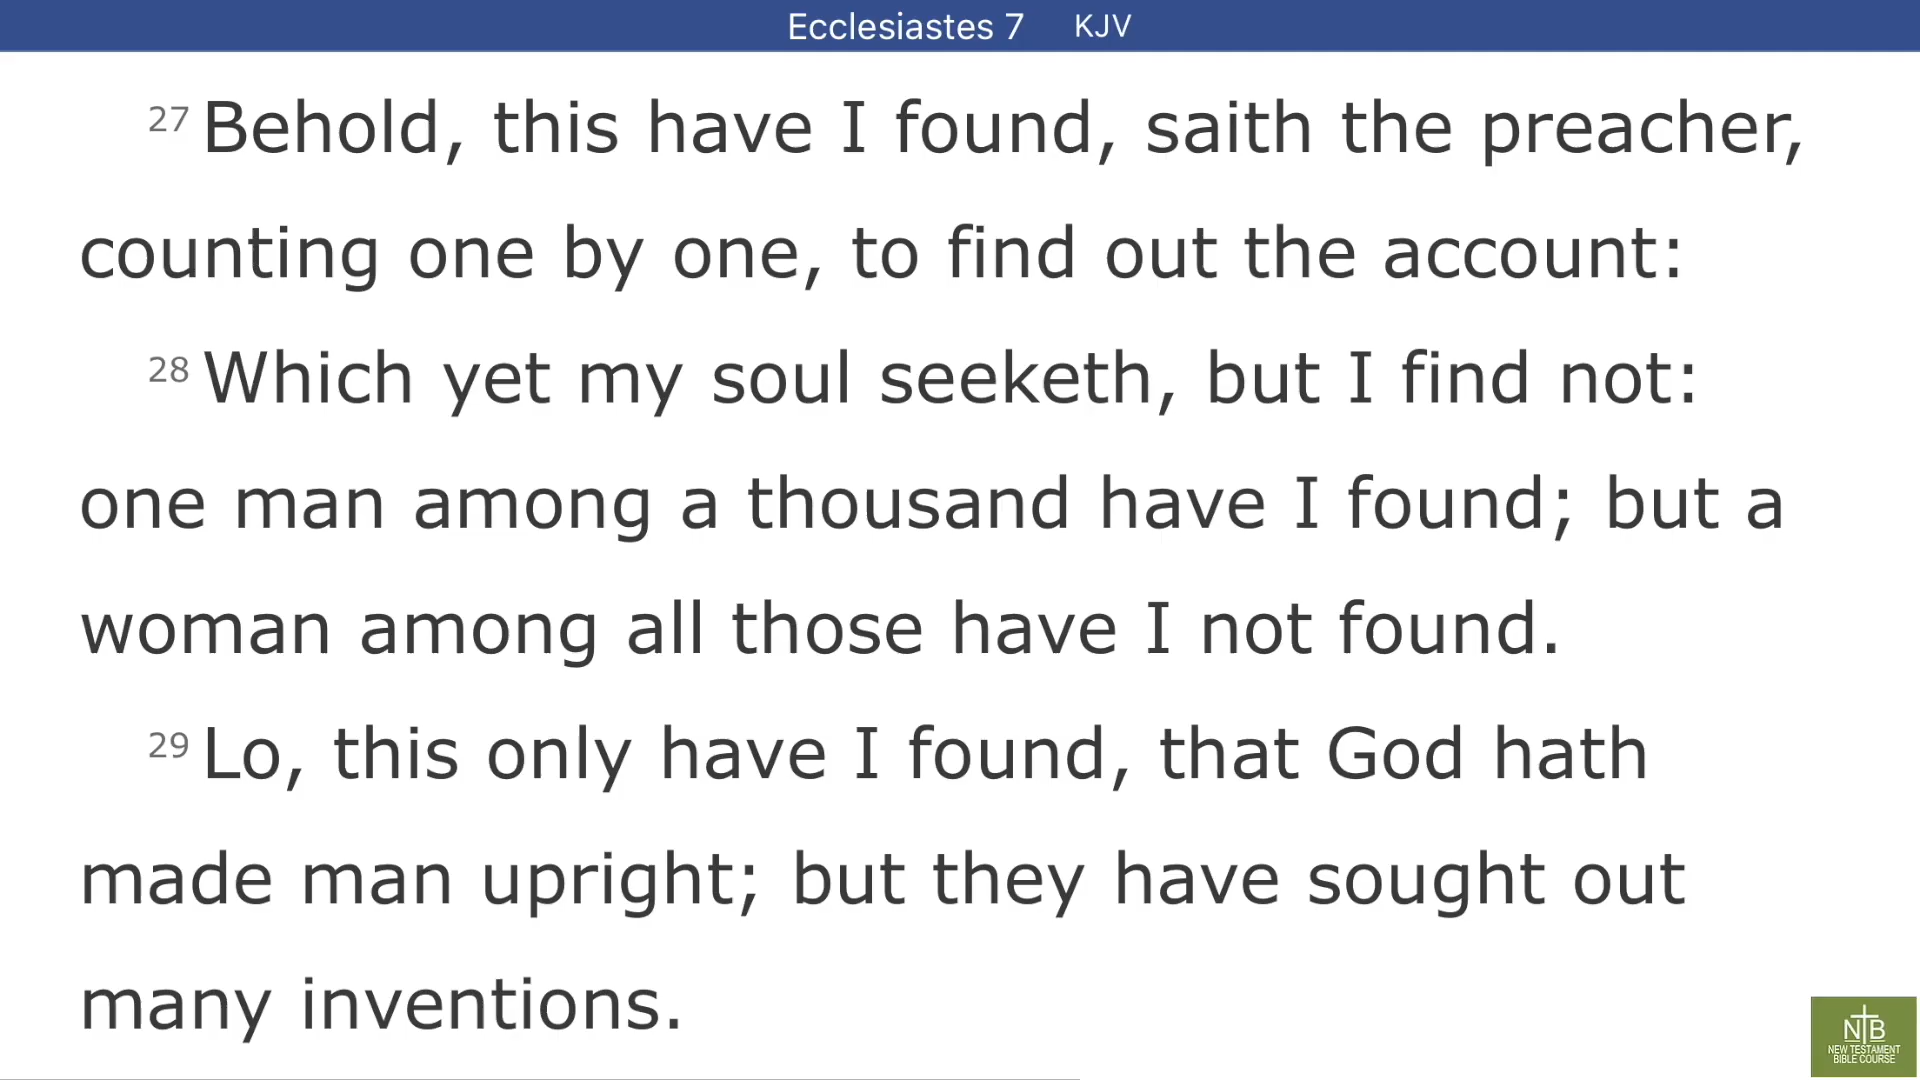 Ecclesiastes 7 KJV
27 Behold, this have I found, saith the preacher,
counting one by one, to find out the account:
28 Which yet my soul seeketh, but I find not:
one man among a thousand have I found; but a
woman among all those have I not found.
29 Lo, this only have I found, that God hath
made man upright; but they have sought out
many inventions.
NTB
NEW TESTAMENT
BIBLE COURSE